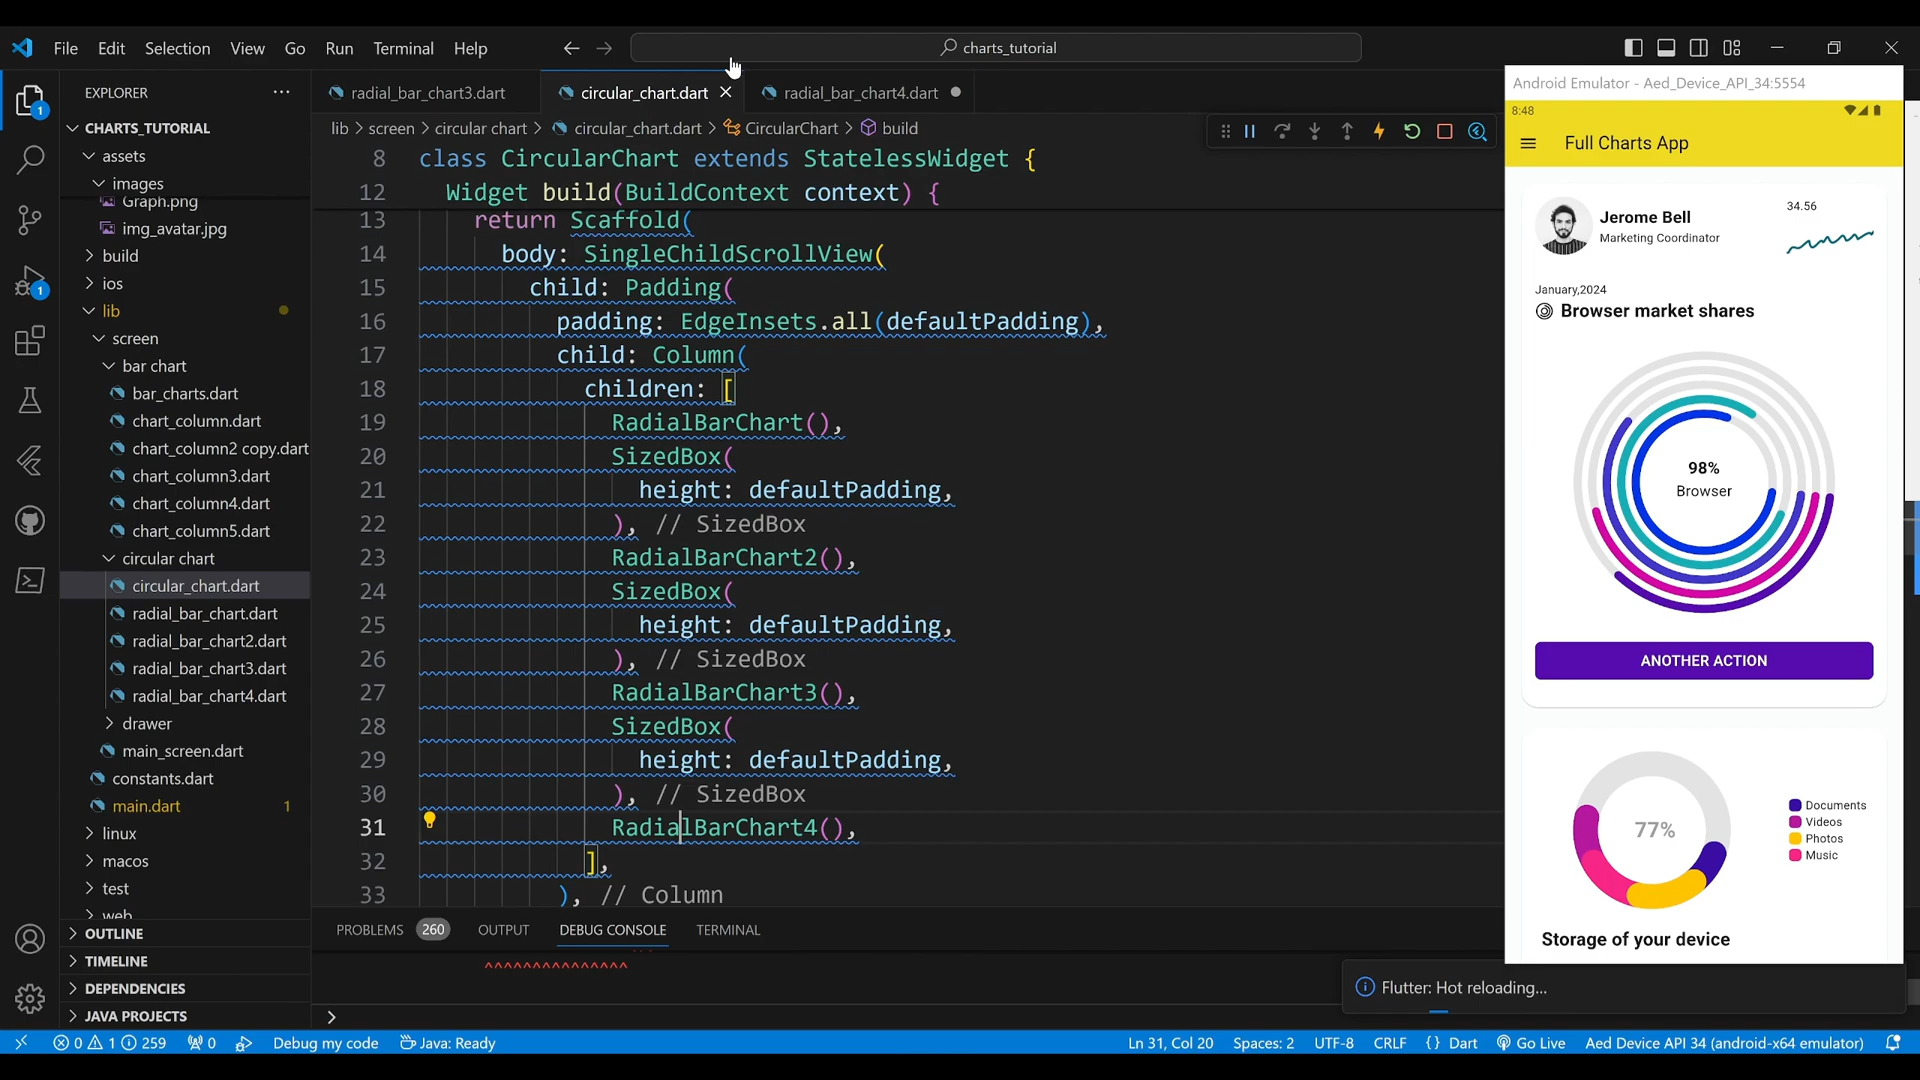 File Edit Selection View Go Run Terminal Help
charts_tutorial
EXPLORER
CHARTS_TUTORIAL
assets
images
Graph.png
img_avatar.jpg
build
ios
lib
screen
bar chart
bar_charts.dart
chart_column.dart
chart_column2 copy.dart
chart_column3.dart
chart_column4.dart
chart_column5.dart
circular chart
circular_chart.dart
radial_bar_chart.dart
radial_bar_chart2.dart
radial_bar_chart3.dart
radial_bar_chart4.dart
drawer
main_screen.dart
constants.dart
main.dart 1
linux
macos
test
web
OUTLINE
TIMELINE
DEPENDENCIES
JAVA PROJECTS
1
1
radial_bar_chart3.dart circular_chart.dart radial_bar_chart4.dart
lib > screen > circular chart > circular_chart.dart > CircularChart > build
8 class CircularChart extends StatelessWidget {
12 Widget build(BuildContext context) {
13 return Scaffold(
14 body: SingleChildScrollView(
15 child: Padding(
16 padding: EdgeInsets.all(defaultPadding),
17 child: Column(
18 children: [
19 RadialBarChart(),
20 SizedBox(
21 height: defaultPadding,
22 ), // SizedBox
23 RadialBarChart2(),
24 SizedBox(
25 height: defaultPadding,
26 ), // SizedBox
27 RadialBarChart3(),
28 SizedBox(
29 height: defaultPadding,
30 ), // SizedBox
31 RadialBarChart4(),
32 ],
33 ), // Column
PROBLEMS 260 OUTPUT DEBUG CONSOLE TERMINAL
^^^^^^^^^^^^^^^
>
Android Emulator - Aed_Device_API_34:5554
8:48
Full Charts App
Jerome Bell
Marketing Coordinator
34.56
January,2024
Browser market shares
98%
Browser
ANOTHER ACTION
77%
Documents
Videos
Photos
Music
Storage of your device
Flutter: Hot reloading...
0 1 259 0 Debug my code Java: Ready Ln 31, Col 20 Spaces: 2 UTF-8 CRLF {} Dart Go Live Aed Device API 34 (android-x64 emulator)